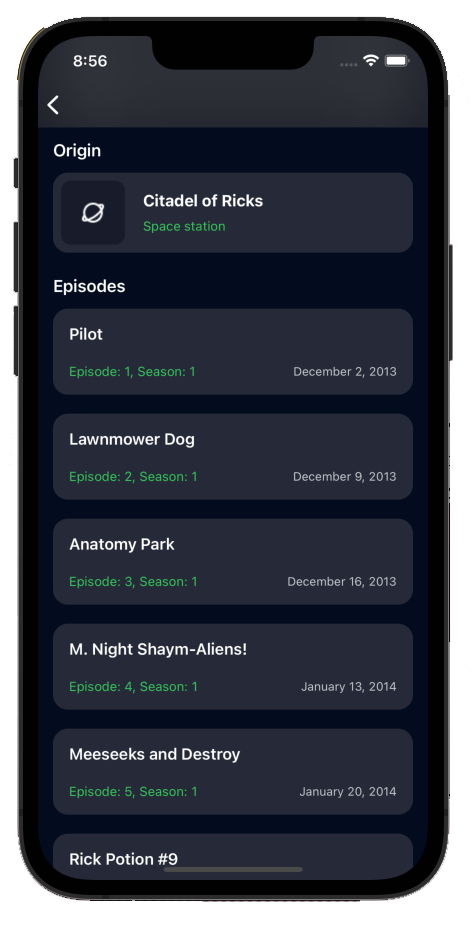 8:56
Origin
Citadel of Ricks
Space station
Episodes
Pilot
Episode: 1, Season: 1 December 2, 2013
Lawnmower Dog
Episode: 2, Season: 1 December 9, 2013
Anatomy Park
Episode: 3, Season: 1 December 16, 2013
M. Night Shaym-Aliens!
Episode: 4, Season: 1 January 13, 2014
Meeseeks and Destroy
Episode: 5, Season: 1 January 20, 2014
Rick Potion #9